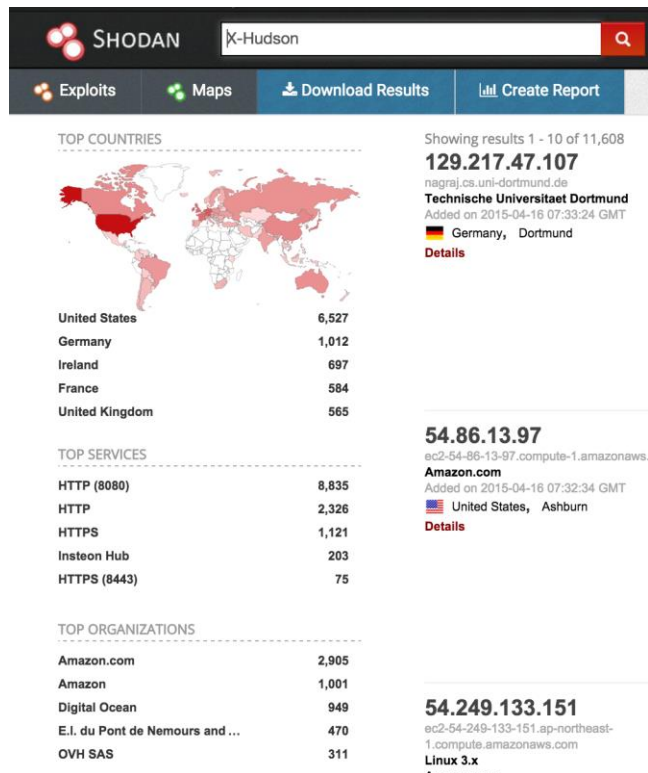 SHODAN
X-Hudson
Exploits
Maps
Download Results
Create Report
TOP COUNTRIES
United States 6,527
Germany 1,012
Ireland 697
France 584
United Kingdom 565
TOP SERVICES
HTTP (8080) 8,835
HTTP 2,326
HTTPS 1,121
Insteon Hub 203
HTTPS (8443) 75
TOP ORGANIZATIONS
Amazon.com 2,905
Amazon 1,001
Digital Ocean 949
E.I. du Pont de Nemours and ... 470
OVH SAS 311
Showing results 1 - 10 of 11,608
129.217.47.107
nagraj.cs.uni-dortmund.de
Technische Universitaet Dortmund
Added on 2015-04-16 07:33:24 GMT
Germany, Dortmund
Details
54.86.13.97
ec2-54-86-13-97.compute-1.amazonaws.
Amazon.com
Added on 2015-04-16 07:32:34 GMT
United States, Ashburn
Details
54.249.133.151
ec2-54-249-133-151.ap-northeast-
1.compute.amazonaws.com
Linux 3.x